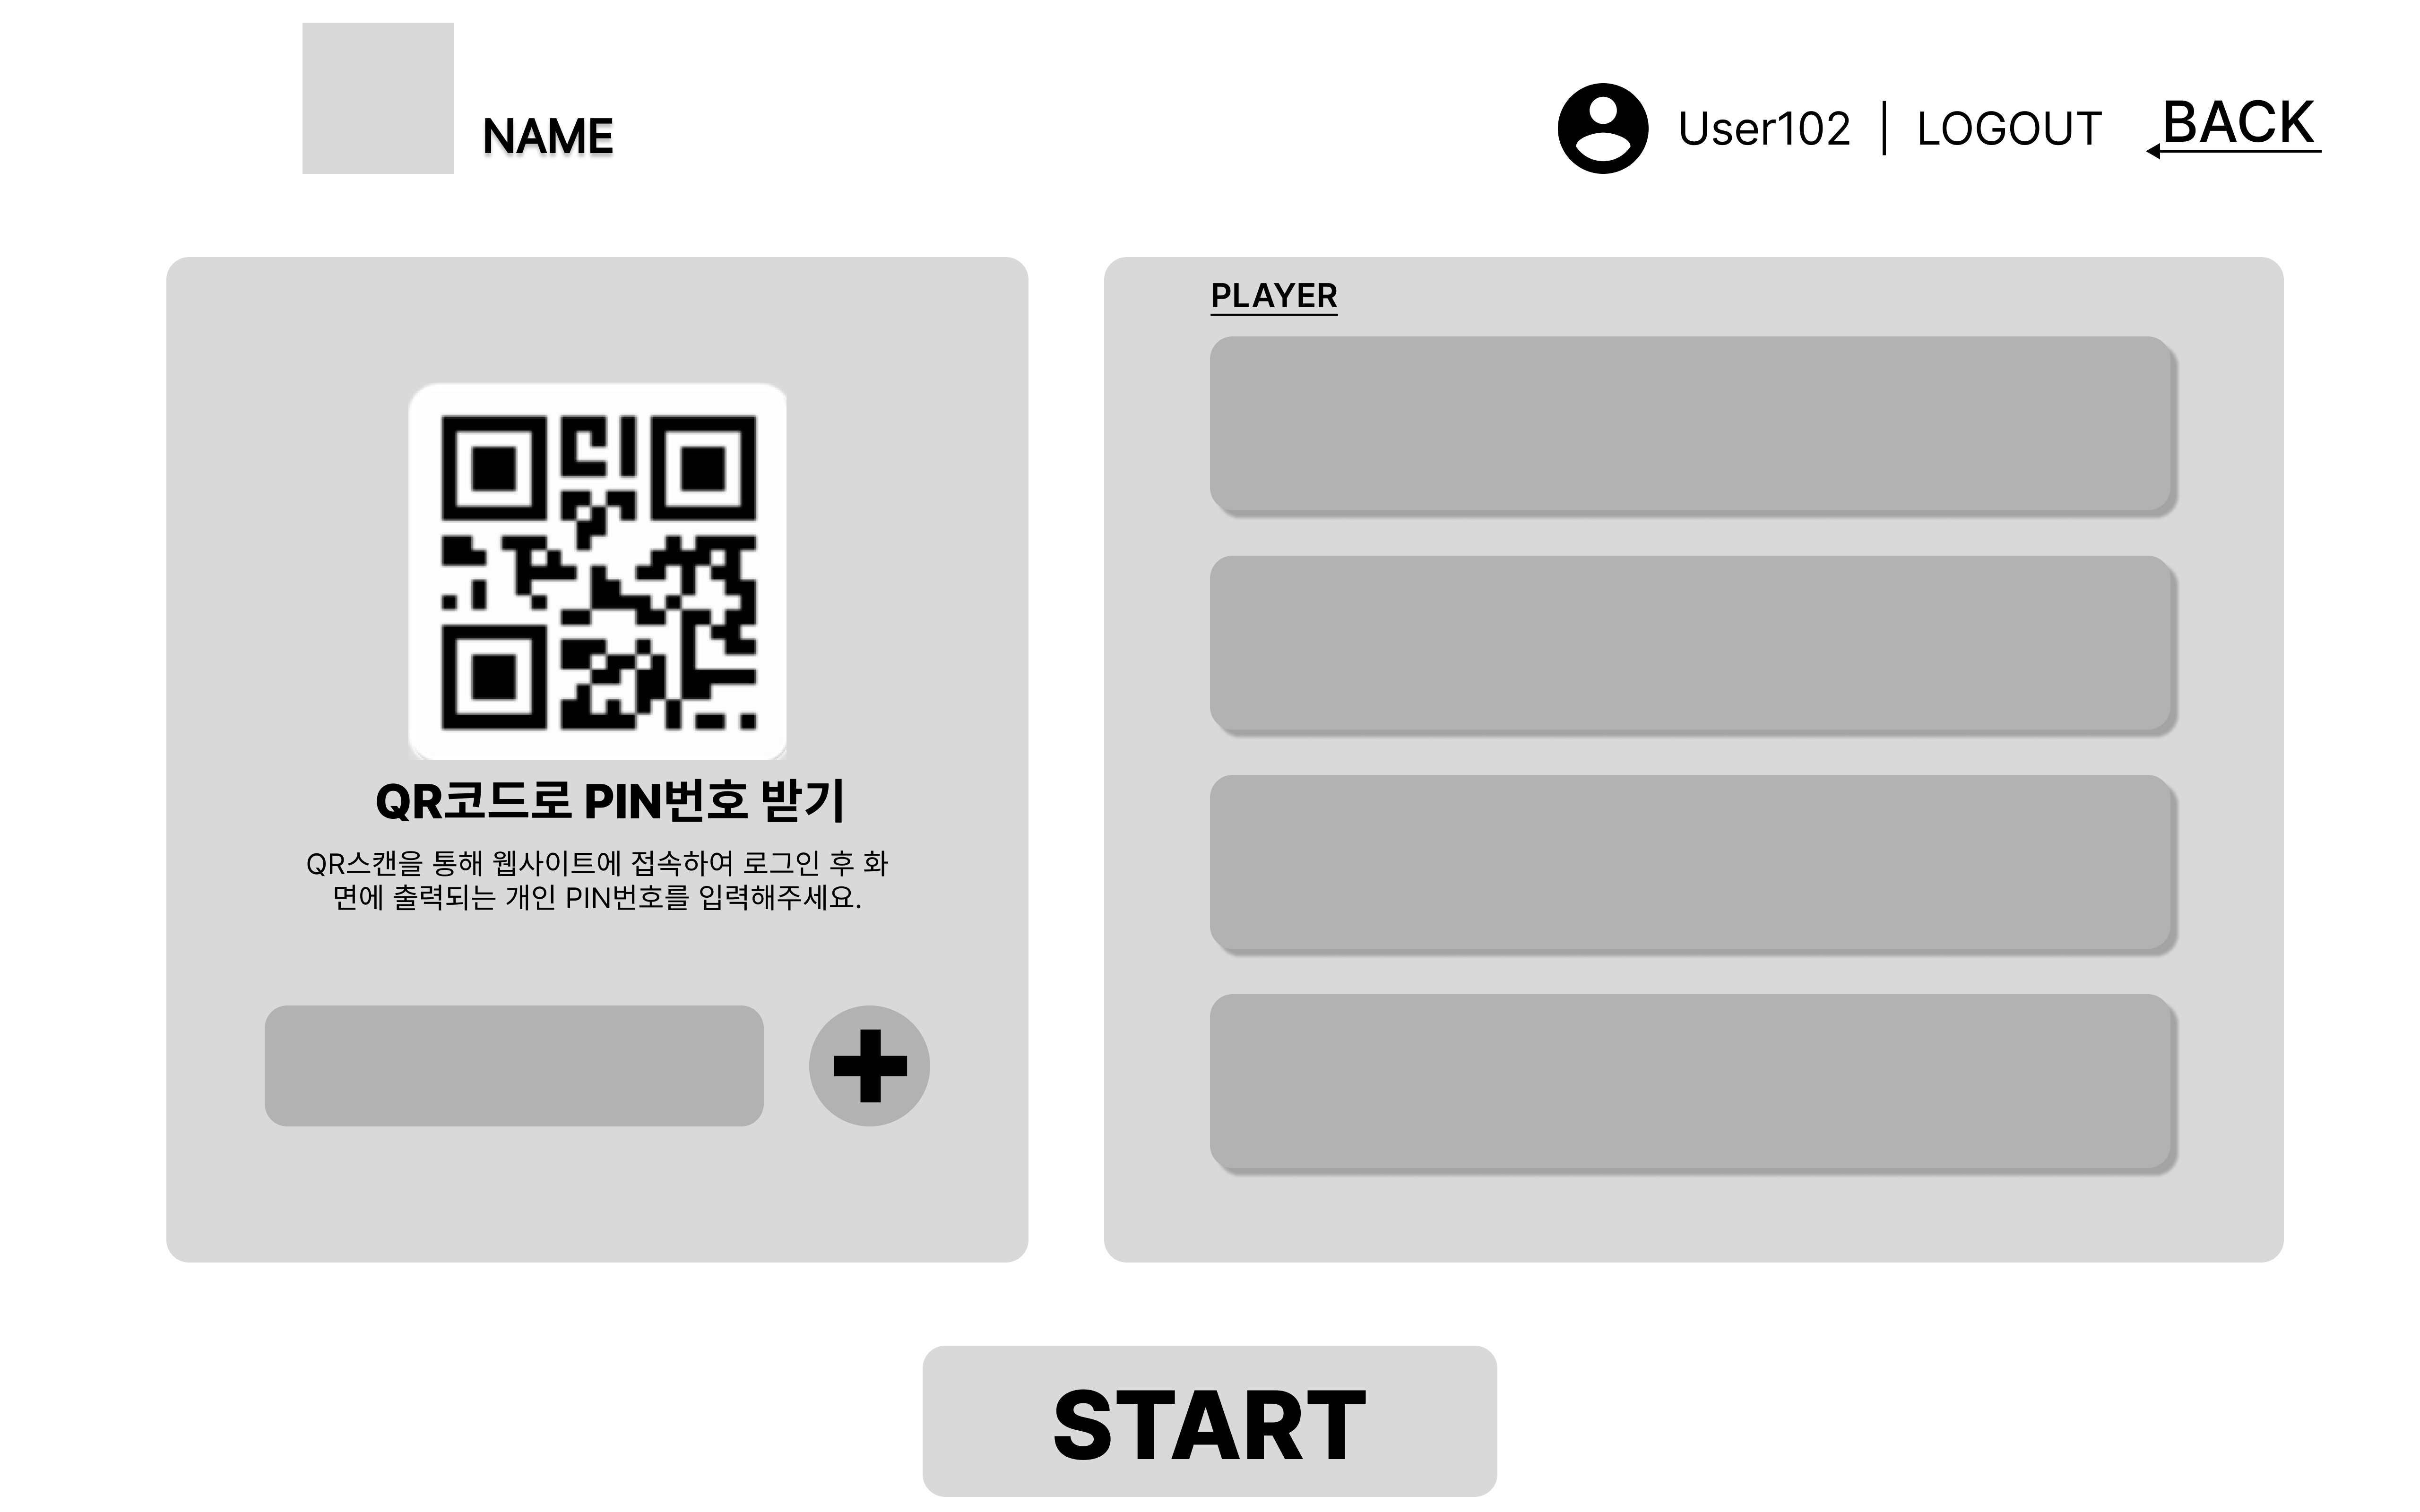 NAME
User102 | LOGOUT
BACK
QR코드로 PIN번호 받기
QR스캔을 통해 웹사이트에 접속하여 로그인 후 화
면에 출력되는 개인 PIN번호를 입력해주세요.
PLAYER
START